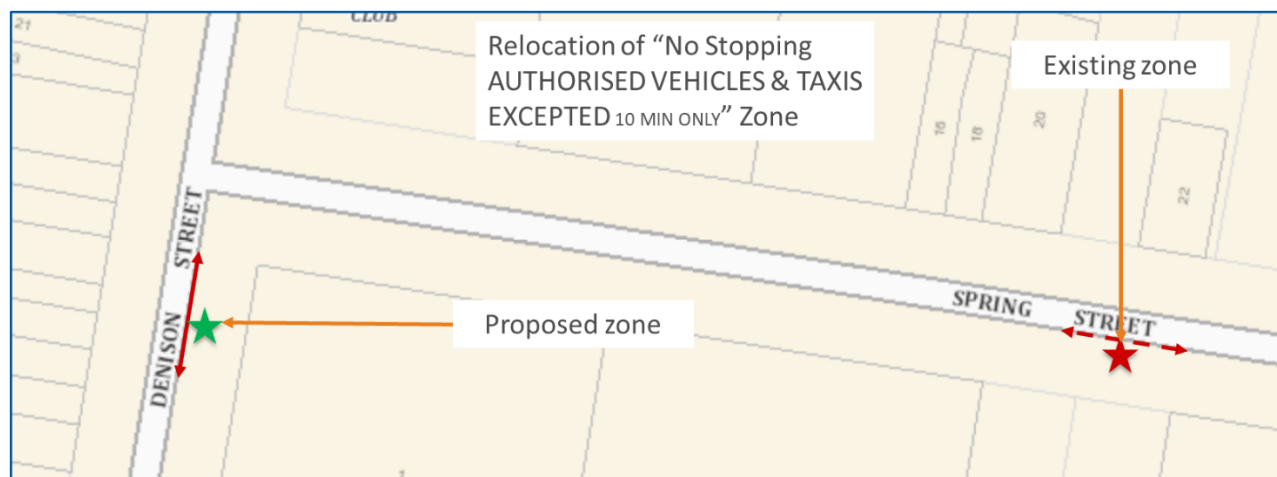 CLUB
21
Relocation of “No Stopping
AUTHORISED VEHICLES & TAXIS
EXCEPTED 10 MIN ONLY” Zone
Existing zone
16
18
20
22
DENISON STREET
SPRING STREET
Proposed zone